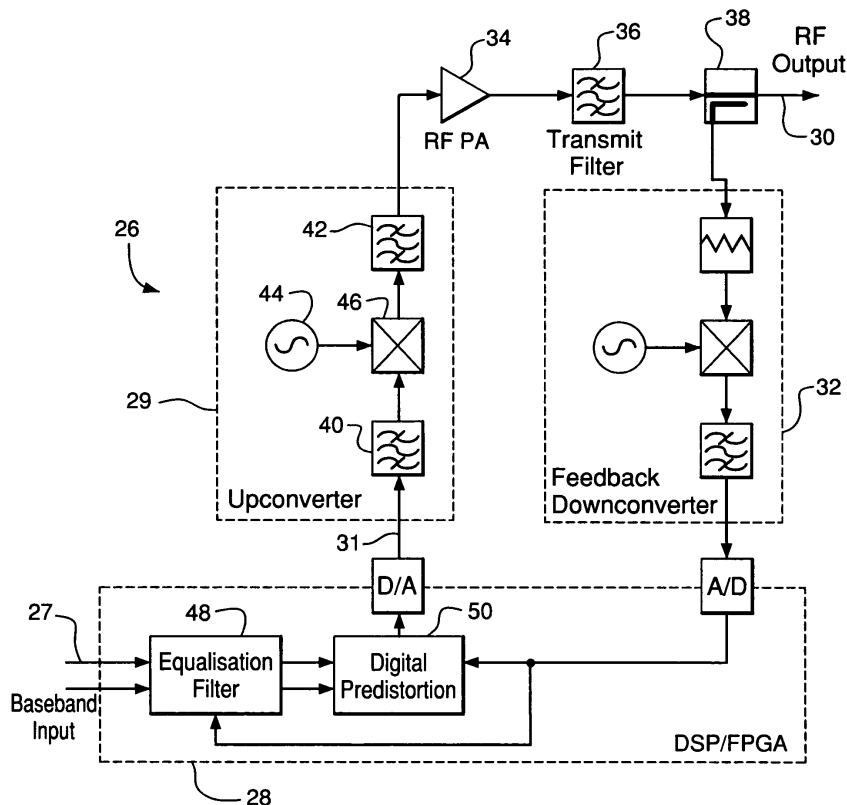 34
36
38
RF
Output
RF PA
Transmit
Filter
30
26
42
44
46
29
40
32
Upconverter
Feedback
Downconverter
31
D/A
A/D
27
48
50
Equalisation
Filter
Digital
Predistortion
Baseband
Input
DSP/FPGA
28